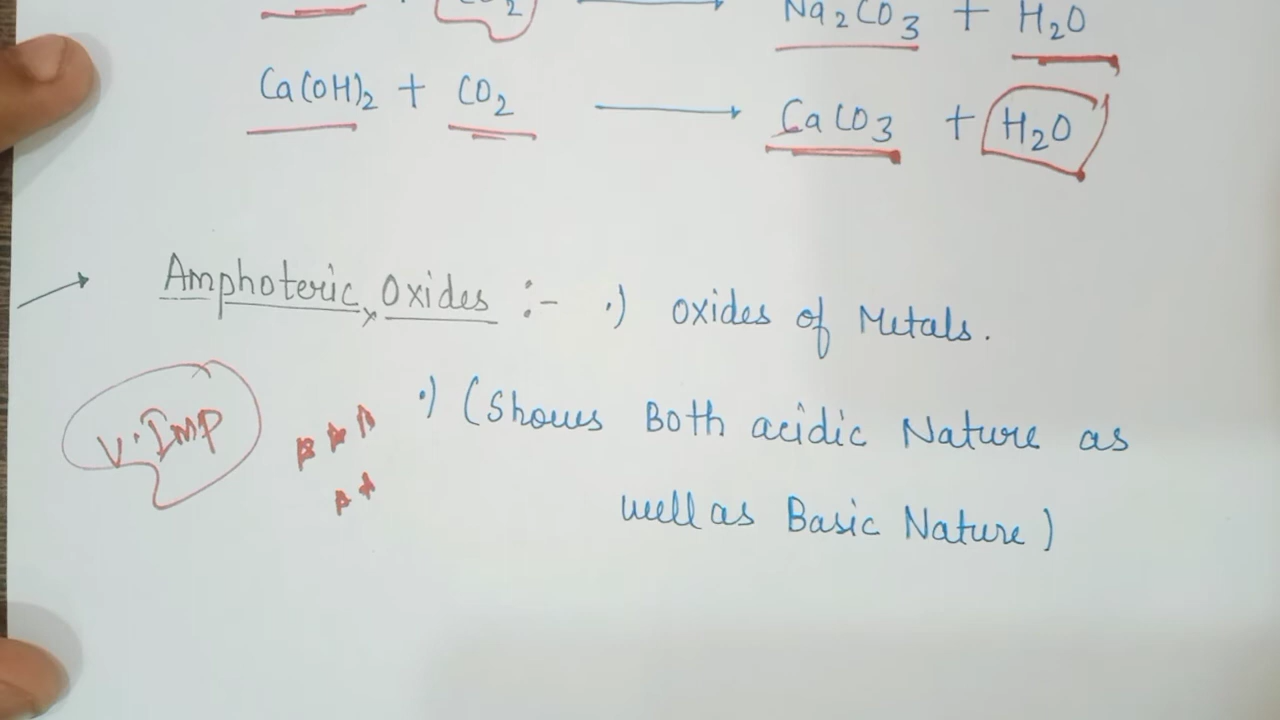 CO2 → Na2CO3 + H2O
Ca(OH)2 + CO2 → CaCO3 + H2O
→ Amphoteric Oxides :- ·) Oxides of Metals.
V·Imp
·) (Shows Both acidic Nature as
well as Basic Nature)